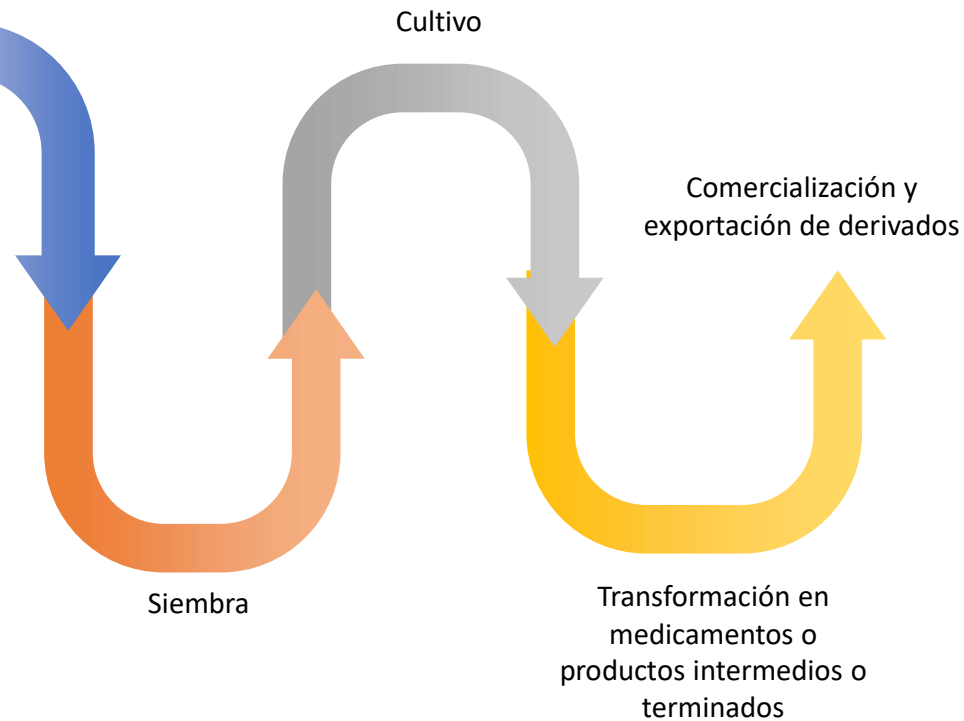 Cultivo
Comercialización y
exportación de derivados
Siembra
Transformación en
medicamentos o
productos intermedios o
terminados